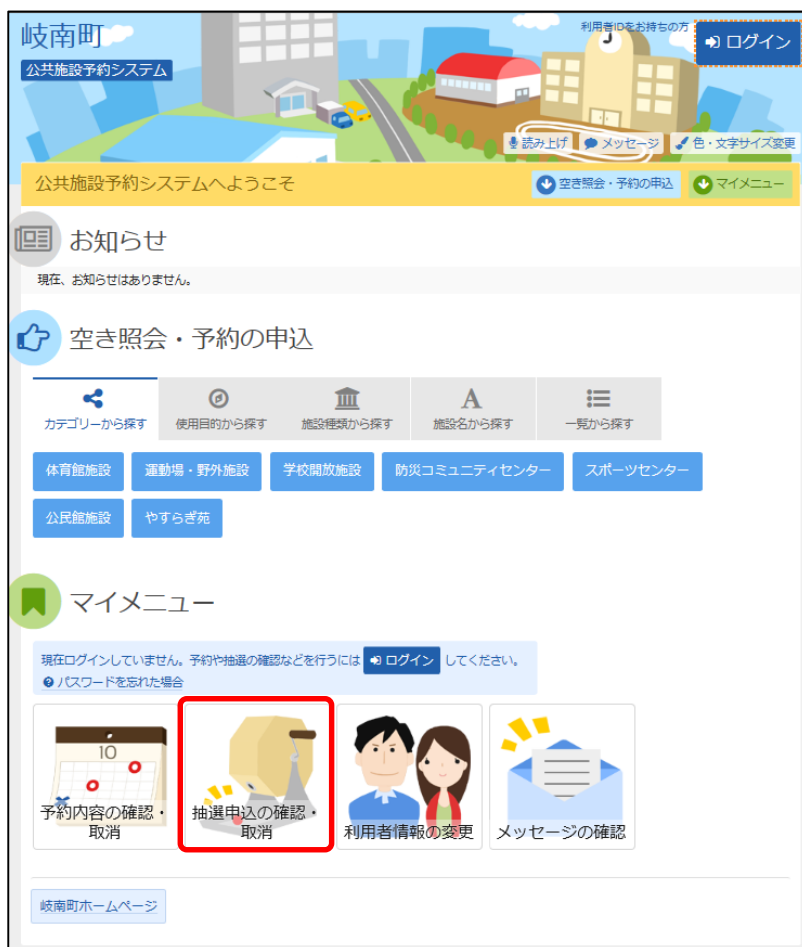 岐南町
公共施設予約システム
利用者IDをお持ちの方
ログイン
読み上げ メッセージ 色・文字サイズ変更
公共施設予約システムへようこそ 空き照会・予約の申込 マイメニュー
お知らせ
現在、お知らせはありません。
空き照会・予約の申込
カテゴリーから探す 使用目的から探す 施設種類から探す 施設名から探す 一覧から探す
体育館施設 運動場・野外施設 学校開放施設 防災コミュニティセンター スポーツセンター
公民館施設 やすらぎ苑
マイメニュー
現在ログインしていません。予約や抽選の確認などを行うには ログイン してください。
パスワードを忘れた場合
10
予約内容の確認・取消
抽選申込の確認・取消
利用者情報の変更
メッセージの確認
岐南町ホームページ